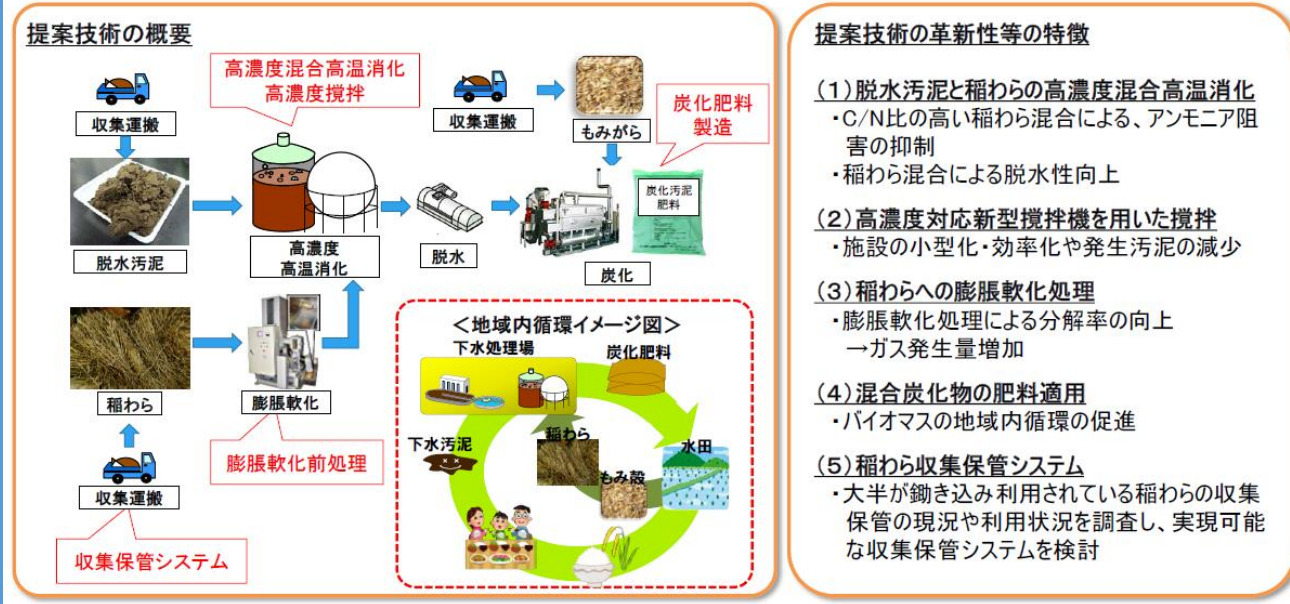 提案技術の概要
収集運搬
脱水汚泥
高濃度混合高温消化
高濃度撹拌
高濃度
高温消化
収集運搬
もみがら
炭化肥料
製造
炭化汚泥
肥料
脱水
炭化
稲わら
膨脹軟化
膨脹軟化前処理
収集運搬
収集保管システム
<地域内循環イメージ図>
下水処理場
炭化肥料
下水汚泥
稲わら
もみ殻
水田
提案技術の革新性等の特徴
(1)脱水汚泥と稲わらの高濃度混合高温消化
・C/N比の高い稲わら混合による、アンモニア阻
害の抑制
・稲わら混合による脱水性向上
(2)高濃度対応新型撹拌機を用いた撹拌
・施設の小型化・効率化や発生汚泥の減少
(3)稲わらへの膨脹軟化処理
・膨脹軟化処理による分解率の向上
→ガス発生量増加
(4)混合炭化物の肥料適用
・バイオマスの地域内循環の促進
(5)稲わら収集保管システム
・大半が鋤き込み利用されている稲わらの収集
保管の現況や利用状況を調査し、実現可能
な収集保管システムを検討